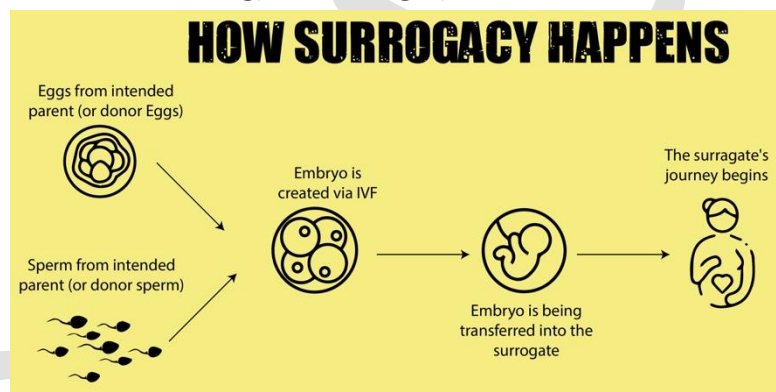 HOW SURROGACY HAPPENS
Eggs from intended
parent (or donor Eggs)
Sperm from intended
parent (or donor sperm)
Embryo is
created via IVF
Embryo is being
transferred into the
surrogate
The surragate's
journey begins